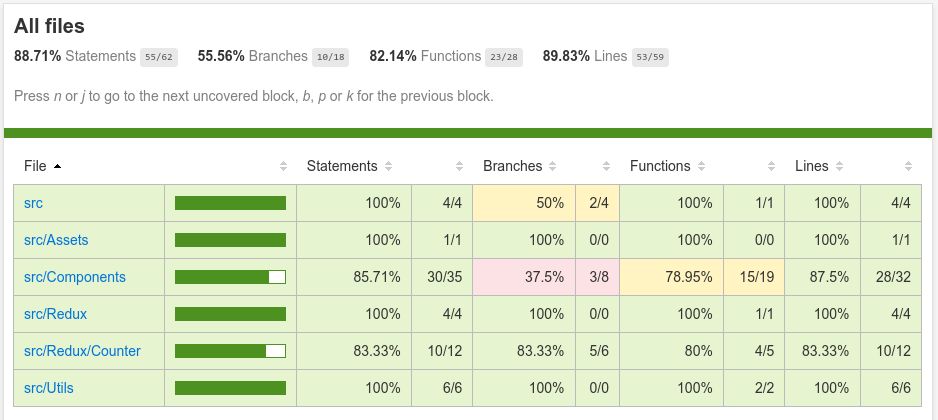 All files
88.71% Statements 55/62 55.56% Branches 10/18 82.14% Functions 23/28 89.83% Lines 53/59
Press n or j to go to the next uncovered block, b, p or k for the previous block.
File Statements Branches Functions Lines
src 100% 4/4 50% 2/4 100% 1/1 100% 4/4
src/Assets 100% 1/1 100% 0/0 100% 0/0 100% 1/1
src/Components 85.71% 30/35 37.5% 3/8 78.95% 15/19 87.5% 28/32
src/Redux 100% 4/4 100% 0/0 100% 1/1 100% 4/4
src/Redux/Counter 83.33% 10/12 83.33% 5/6 80% 4/5 83.33% 10/12
src/Utils 100% 6/6 100% 0/0 100% 2/2 100% 6/6